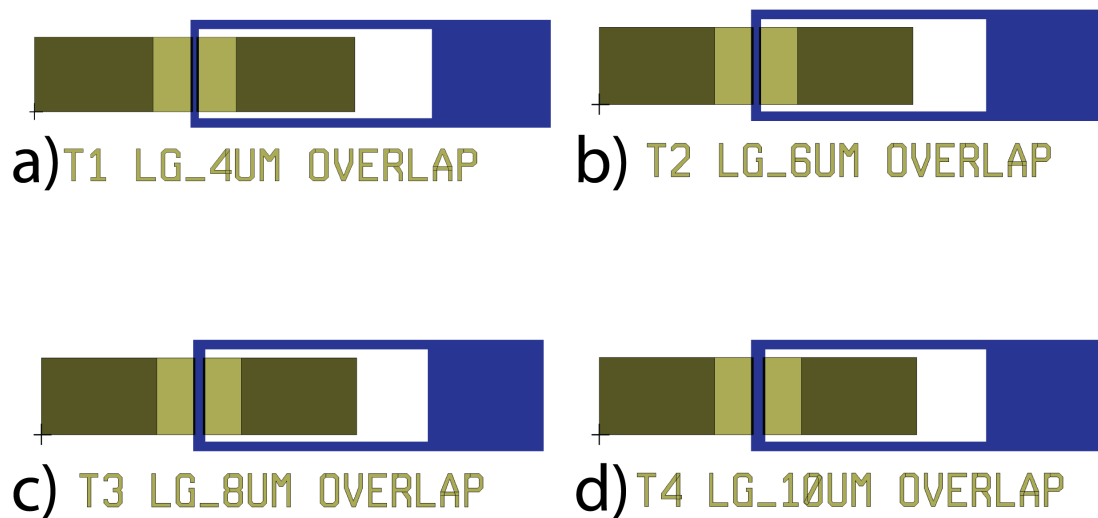 a) T1 LG_4UM OVERLAP
b) T2 LG_6UM OVERLAP
c) T3 LG_8UM OVERLAP
d) T4 LG_10UM OVERLAP